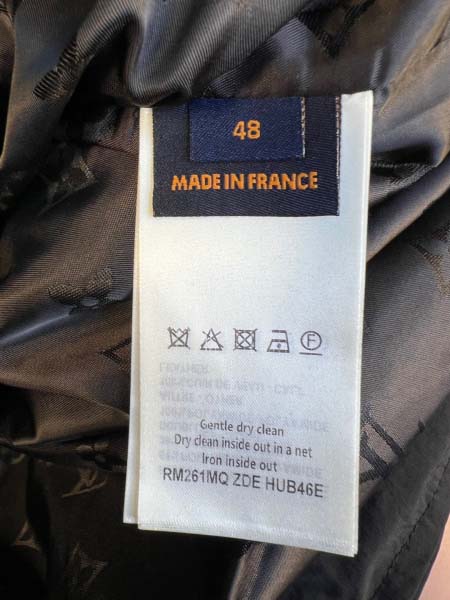 48
MADE IN FRANCE
F
Gentle dry clean
Dry clean inside out in a net
Iron inside out
RM261MQ ZDE HUB46E